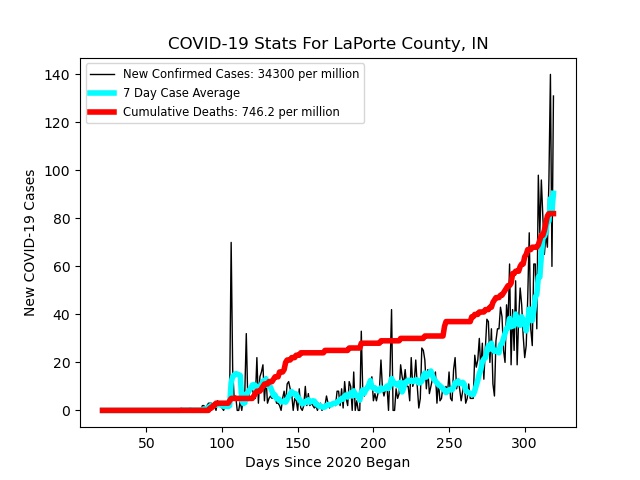 COVID-19 Stats For LaPorte County, IN
New Confirmed Cases: 34300 per million
7 Day Case Average
Cumulative Deaths: 746.2 per million
New COVID-19 Cases
140
120
100
80
60
40
20
0
50 100 150 200 250 300
Days Since 2020 Began